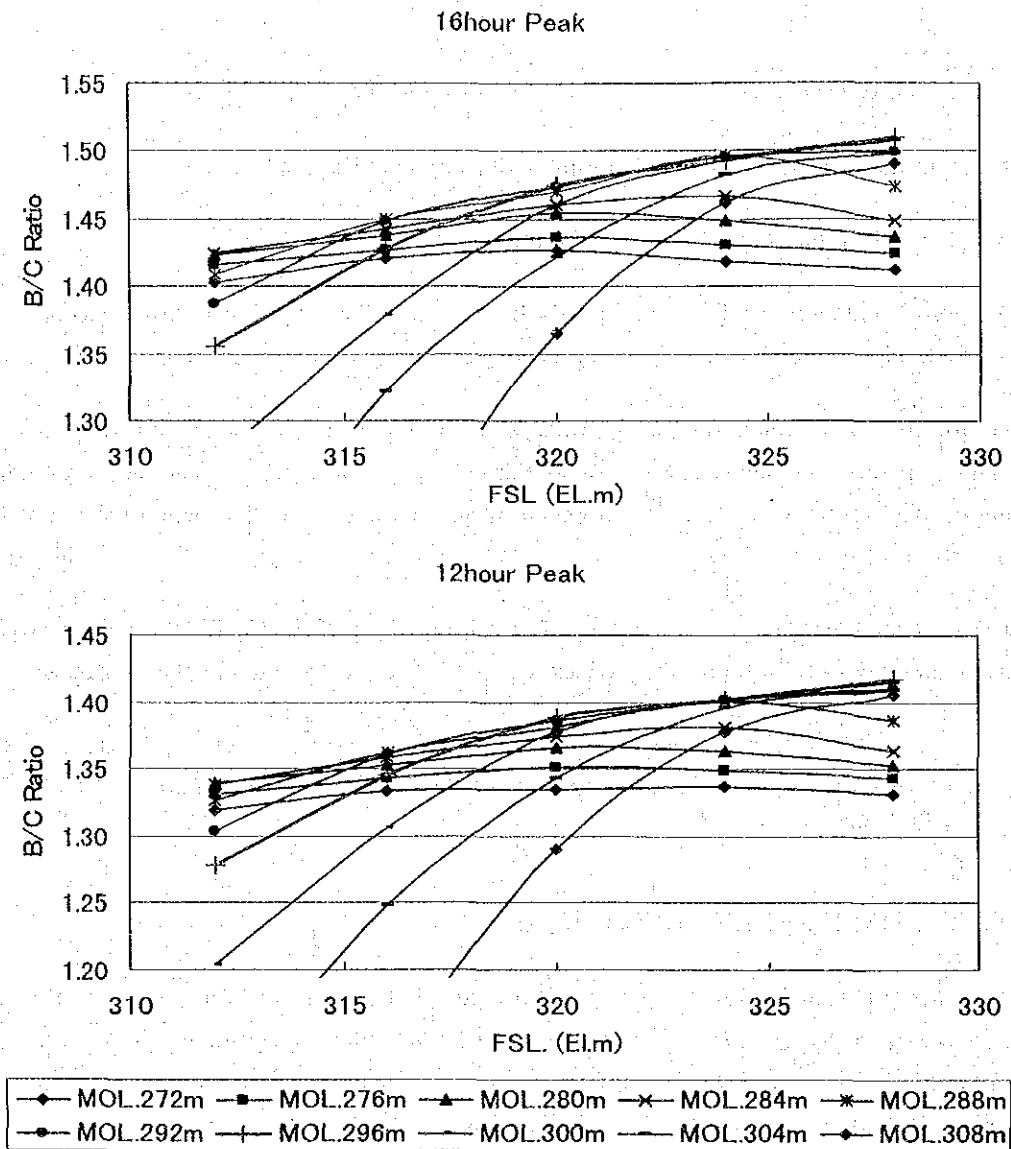 16hour Peak
1.55
1.50
1.45
1.40
1.35
1.30
B/C Ratio
310 315 320 325 330
FSL (EL.m)
12hour Peak
1.45
1.40
1.35
1.30
1.25
1.20
B/C Ratio
310 315 320 325 330
FSL. (El.m)
MOL.272m MOL.276m MOL.280m MOL.284m MOL.288m
MOL.292m MOL.296m MOL.300m MOL.304m MOL.308m